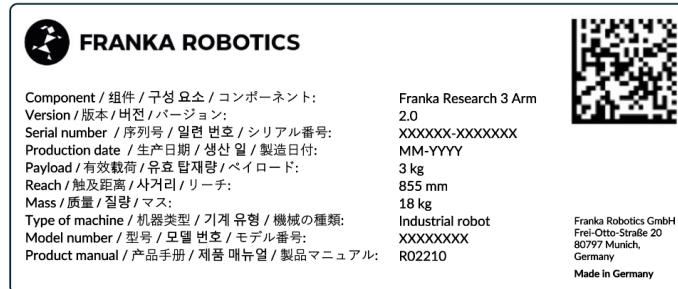 FRANKA ROBOTICS
Component / 组件 / 구성 요소 / コンポーネント: Franka Research 3 Arm
Version / 版本 / 버전 / バージョン: 2.0
Serial number / 序列号 / 일련 번호 / シリアル番号: XXXXXX-XXXXXXX
Production date / 生产日期 / 생산 일 / 製造日付: MM-YYYY
Payload / 有效载荷 / 유효 탑재량 / ペイロード: 3 kg
Reach / 触及距离 / 사거리 / リーチ: 855 mm
Mass / 质量 / 질량 / マス: 18 kg
Type of machine / 机器类型 / 기계 유형 / 機械の種類: Industrial robot
Model number / 型号 / 모델 번호 / モデル番号: XXXXXXXX
Product manual / 产品手册 / 제품 매뉴얼 / 製品マニュアル: R02210
Franka Robotics GmbH
Frei-Otto-Straße 20
80797 Munich,
Germany
Made in Germany